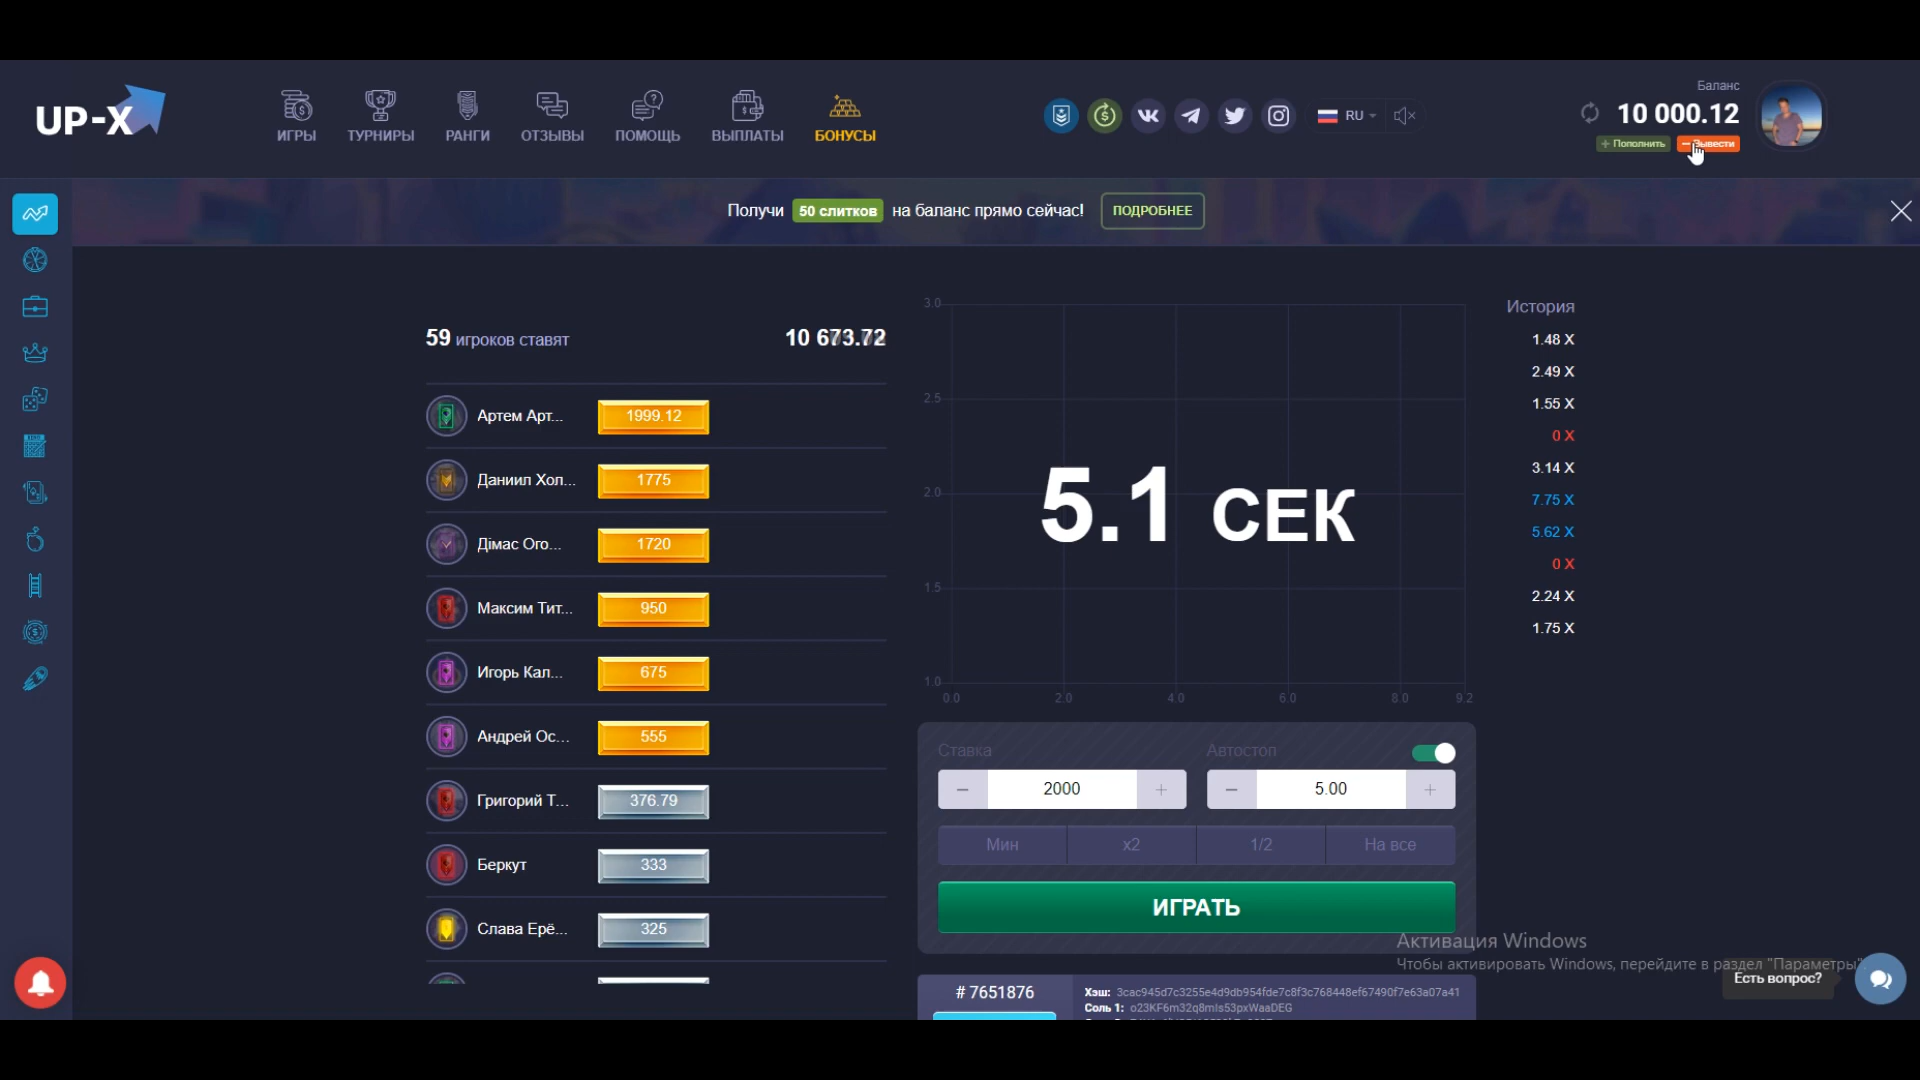 UP-X
ИГРЫ
ТУРНИРЫ
РАНГИ
ОТЗЫВЫ
ПОМОЩЬ
ВЫПЛАТЫ
БОНУСЫ
RU
Баланс
10 000.12
+ Пополнить
Получи 50 слитков на баланс прямо сейчас! ПОДРОБНЕЕ
59 игроков ставят
Артем Арт... 1999.12
Даниил Хол... 1775
Дімас Ого... 1720
Максим Тит... 950
Игорь Кал... 675
Андрей Ос... 555
Григорий Т... 376.79
Беркут 333
Слава Ерё... 325
3.0
2.5
2.0
1.5
1.0
0.0 2.0 4.0 6.0 8.0 9.2
5.1 СЕК
История
1.48 X
2.49 X
1.55 X
0 X
3.14 X
7.75 X
5.62 X
0 X
2.24 X
1.75 X
Ставка
− 2000 +
Автостоп
− 5.00 +
Мин x2 1/2 На все
ИГРАТЬ
Активация Windows
Чтобы активировать Windows, перейдите в раздел "Параметры"
Есть вопрос?
# 7651876
Хэш: 3cac945d7c3255e4d9db954fde7c8f3c768448ef67490f7e63a07a41
Соль 1: o23KF6m32q8mIs53pxWaaDEG